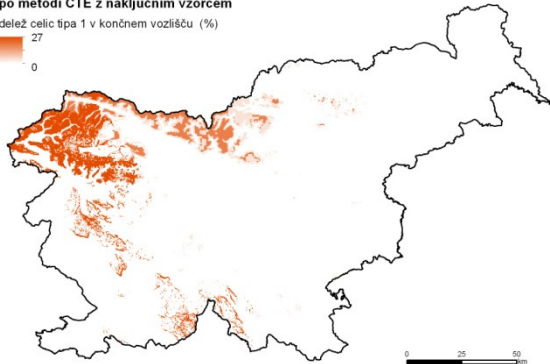 po metodi CTE z naključnim vzorcem
delež celic tipa 1 v končnem vozlišču (%)
27
0
0 25 50
km